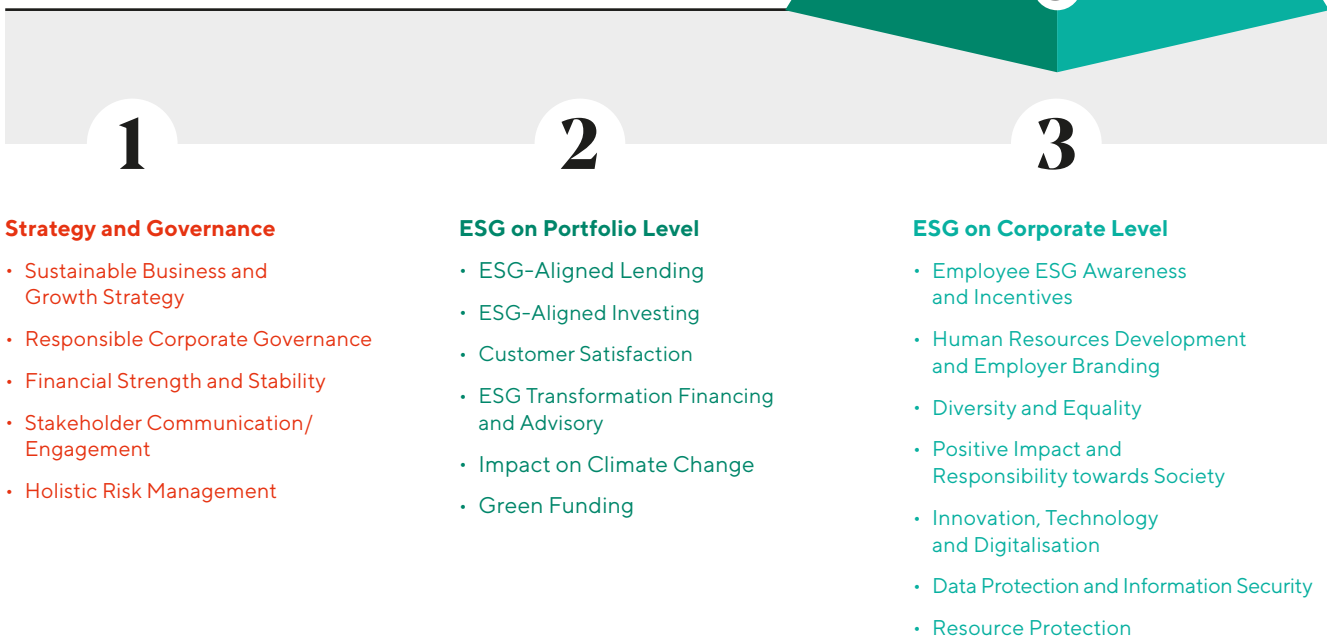 1
2
3
Strategy and Governance
• Sustainable Business and
Growth Strategy
• Responsible Corporate Governance
• Financial Strength and Stability
• Stakeholder Communication/
Engagement
• Holistic Risk Management
ESG on Portfolio Level
• ESG-Aligned Lending
• ESG-Aligned Investing
• Customer Satisfaction
• ESG Transformation Financing
and Advisory
• Impact on Climate Change
• Green Funding
ESG on Corporate Level
• Employee ESG Awareness
and Incentives
• Human Resources Development
and Employer Branding
• Diversity and Equality
• Positive Impact and
Responsibility towards Society
• Innovation, Technology
and Digitalisation
• Data Protection and Information Security
• Resource Protection